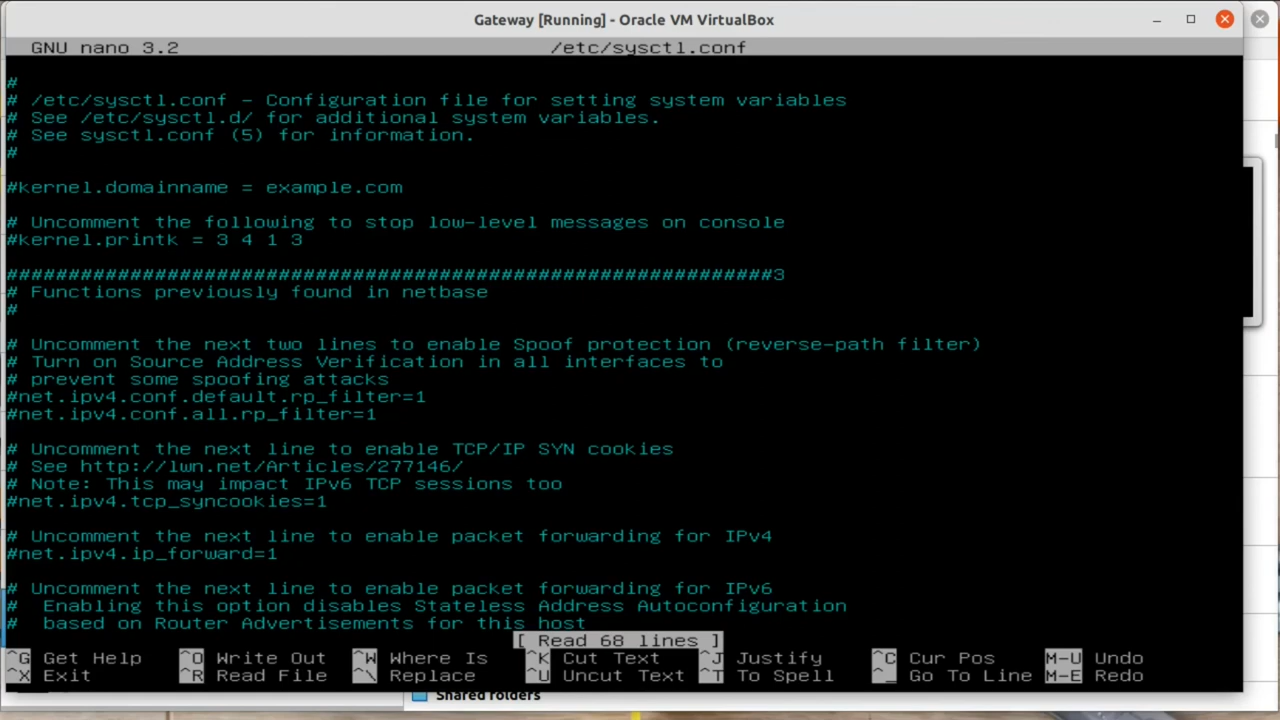 Gateway [Running] - Oracle VM VirtualBox
GNU nano 3.2 /etc/sysctl.conf
#
# /etc/sysctl.conf - Configuration file for setting system variables
# See /etc/sysctl.d/ for additional system variables.
# See sysctl.conf (5) for information.
#
#kernel.domainname = example.com
# Uncomment the following to stop low-level messages on console
#kernel.printk = 3 4 1 3
##############################################################3
# Functions previously found in netbase
#
# Uncomment the next two lines to enable Spoof protection (reverse-path filter)
# Turn on Source Address Verification in all interfaces to
# prevent some spoofing attacks
#net.ipv4.conf.default.rp_filter=1
#net.ipv4.conf.all.rp_filter=1
# Uncomment the next line to enable TCP/IP SYN cookies
# See http://lwn.net/Articles/277146/
# Note: This may impact IPv6 TCP sessions too
#net.ipv4.tcp_syncookies=1
# Uncomment the next line to enable packet forwarding for IPv4
#net.ipv4.ip_forward=1
# Uncomment the next line to enable packet forwarding for IPv6
#  Enabling this option disables Stateless Address Autoconfiguration
#  based on Router Advertisements for this host
[ Read 68 lines ]
^G Get Help ^O Write Out ^W Where Is ^K Cut Text ^J Justify ^C Cur Pos M-U Undo
^X Exit ^R Read File ^\ Replace ^U Uncut Text ^T To Spell ^_ Go To Line M-E Redo
Shared folders